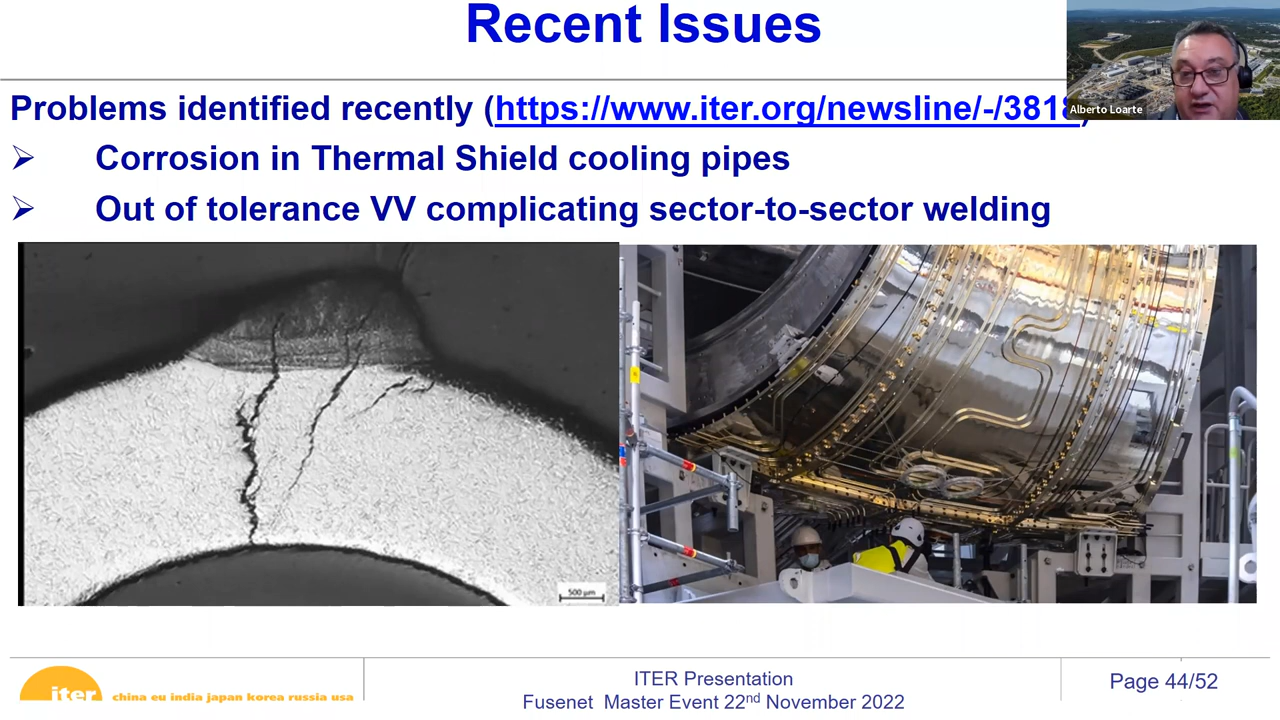 Recent Issues
Alberto Loarte
Problems identified recently (https://www.iter.org/newsline/-/3818)
➢ Corrosion in Thermal Shield cooling pipes
➢ Out of tolerance VV complicating sector-to-sector welding
500 µm
iter
china eu india japan korea russia usa
ITER Presentation
Fusenet Master Event 22nd November 2022
Page 44/52